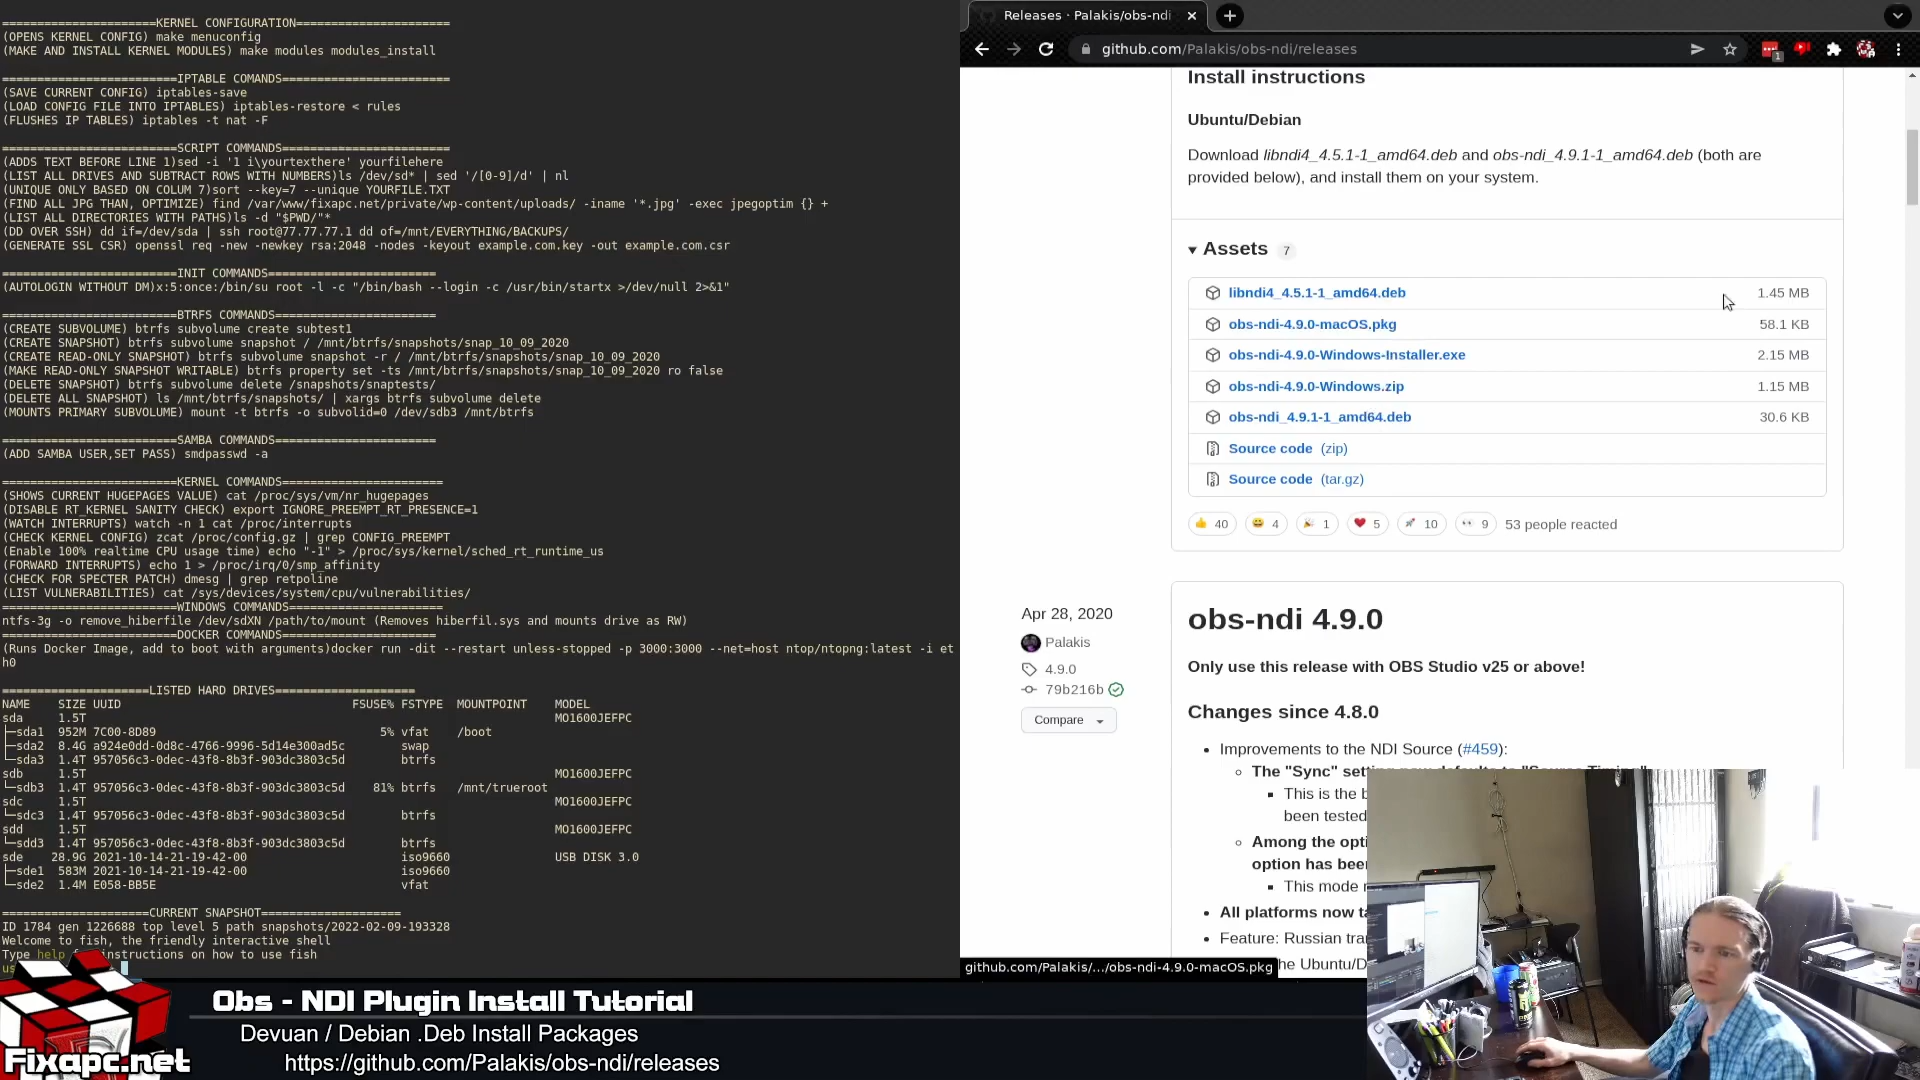 ======================KERNEL CONFIGURATION======================
(OPENS KERNEL CONFIG) make menuconfig
(MAKE AND INSTALL KERNEL MODULES) make modules modules_install
=========================IPTABLE COMANDS========================
(SAVE CURRENT CONFIG) iptables-save
(LOAD CONFIG FILE INTO IPTABLES) iptables-restore < rules
(FLUSHES IP TABLES) iptables -t nat -F
=========================SCRIPT COMMANDS========================
(ADDS TEXT BEFORE LINE 1)sed -i '1 i\yourtexthere' yourfilehere
(LIST ALL DRIVES AND SUBTRACT ROWS WITH NUMBERS)ls /dev/sd* | sed '/[0-9]/d' | nl
(UNIQUE ONLY BASED ON COLUM 7)sort --key=7 --unique YOURFILE.TXT
(FIND ALL JPG THAN, OPTIMIZE) find /var/www/fixapc.net/private/wp-content/uploads/ -iname '*.jpg' -exec jpegoptim {} +
(LIST ALL DIRECTORIES WITH PATHS)ls -d "$PWD/"*
(DD OVER SSH) dd if=/dev/sda | ssh root@77.77.77.1 dd of=/mnt/EVERYTHING/BACKUPS/
(GENERATE SSL CSR) openssl req -new -newkey rsa:2048 -nodes -keyout example.com.key -out example.com.csr
=========================INIT COMMANDS========================
(AUTOLOGIN WITHOUT DM)x:5:once:/bin/su root -l -c "/bin/bash --login -c /usr/bin/startx >/dev/null 2>&1"
=========================BTRFS COMMANDS=======================
(CREATE SUBVOLUME) btrfs subvolume create subtest1
(CREATE SNAPSHOT) btrfs subvolume snapshot / /mnt/btrfs/snapshots/snap_10_09_2020
(CREATE READ-ONLY SNAPSHOT) btrfs subvolume snapshot -r / /mnt/btrfs/snapshots/snap_10_09_2020
(MAKE READ-ONLY SNAPSHOT WRITABLE) btrfs property set -ts /mnt/btrfs/snapshots/snap_10_09_2020 ro false
(DELETE SNAPSHOT) btrfs subvolume delete /snapshots/snaptests/
(DELETE ALL SNAPSHOT) ls /mnt/btrfs/snapshots/ | xargs btrfs subvolume delete
(MOUNTS PRIMARY SUBVOLUME) mount -t btrfs -o subvolid=0 /dev/sdb3 /mnt/btrfs
=========================SAMBA COMMANDS=======================
(ADD SAMBA USER,SET PASS) smdpasswd -a
=========================KERNEL COMMANDS=======================
(SHOWS CURRENT HUGEPAGES VALUE) cat /proc/sys/vm/nr_hugepages
(DISABLE RT_KERNEL SANITY CHECK) export IGNORE_PREEMPT_RT_PRESENCE=1
(WATCH INTERRUPTS) watch -n 1 cat /proc/interrupts
(CHECK KERNEL CONFIG) zcat /proc/config.gz | grep CONFIG_PREEMPT
(Enable 100% realtime CPU usage time) echo "-1" > /proc/sys/kernel/sched_rt_runtime_us
(FORWARD INTERRUPTS) echo 1 > /proc/irq/0/smp_affinity
(CHECK FOR SPECTER PATCH) dmesg | grep retpoline
(LIST VULNERABILITIES) cat /sys/devices/system/cpu/vulnerabilities/
=========================WINDOWS COMMANDS======================
ntfs-3g -o remove_hiberfile /dev/sdXN /path/to/mount (Removes hiberfil.sys and mounts drive as RW)
=========================DOCKER COMMANDS======================
(Runs Docker Image, add to boot with arguments)docker run -dit --restart unless-stopped -p 3000:3000 --net=host ntop/ntopng:latest -i et
h0
=====================LISTED HARD DRIVES====================
NAME SIZE UUID FSUSE% FSTYPE MOUNTPOINT MODEL
sda 1.5T MO1600JEFPC
├─sda1 952M 7C00-8D89 5% vfat /boot
├─sda2 8.4G a924e0dd-0d8c-4766-9996-5d14e300ad5c swap
└─sda3 1.4T 957056c3-0dec-43f8-8b3f-903dc3803c5d btrfs
sdb 1.5T MO1600JEFPC
└─sdb3 1.4T 957056c3-0dec-43f8-8b3f-903dc3803c5d 81% btrfs /mnt/trueroot
sdc 1.5T MO1600JEFPC
└─sdc3 1.4T 957056c3-0dec-43f8-8b3f-903dc3803c5d btrfs
sdd 1.5T MO1600JEFPC
└─sdd3 1.4T 957056c3-0dec-43f8-8b3f-903dc3803c5d btrfs
sde 28.9G 2021-10-14-21-19-42-00 iso9660 USB DISK 3.0
├─sde1 583M 2021-10-14-21-19-42-00 iso9660
└─sde2 1.4M E058-BB5E vfat
=====================CURRENT SNAPSHOT====================
ID 1784 gen 1226688 top level 5 path snapshots/2022-02-09-193328
Welcome to fish, the friendly interactive shell
Type help instructions on how to use fish
Releases · Palakis/obs-ndi
github.com/Palakis/obs-ndi/releases
1
Install instructions
Ubuntu/Debian
Download libndi4_4.5.1-1_amd64.deb and obs-ndi_4.9.1-1_amd64.deb (both are
provided below), and install them on your system.
▾ Assets 7
libndi4_4.5.1-1_amd64.deb 1.45 MB
obs-ndi-4.9.0-macOS.pkg 58.1 KB
obs-ndi-4.9.0-Windows-Installer.exe 2.15 MB
obs-ndi-4.9.0-Windows.zip 1.15 MB
obs-ndi_4.9.1-1_amd64.deb 30.6 KB
Source code (zip)
Source code (tar.gz)
👍 40 😄 4 🎉 1 ❤️ 5 🚀 10 👀 9 53 people reacted
Apr 28, 2020
Palakis
4.9.0
79b216b
Compare
obs-ndi 4.9.0
Only use this release with OBS Studio v25 or above!
Changes since 4.8.0
• Improvements to the NDI Source (#459):
The "Sync" setting now defaults to "Source Timing"
This is the b
been tested
Among the opti
option has bee
This mode
• All platforms now ta
• Feature: Russian tra
he Ubuntu/D
github.com/Palakis/.../obs-ndi-4.9.0-macOS.pkg
Obs - NDI Plugin Install Tutorial
Devuan / Debian .Deb Install Packages
https://github.com/Palakis/obs-ndi/releases
Fixapc.net